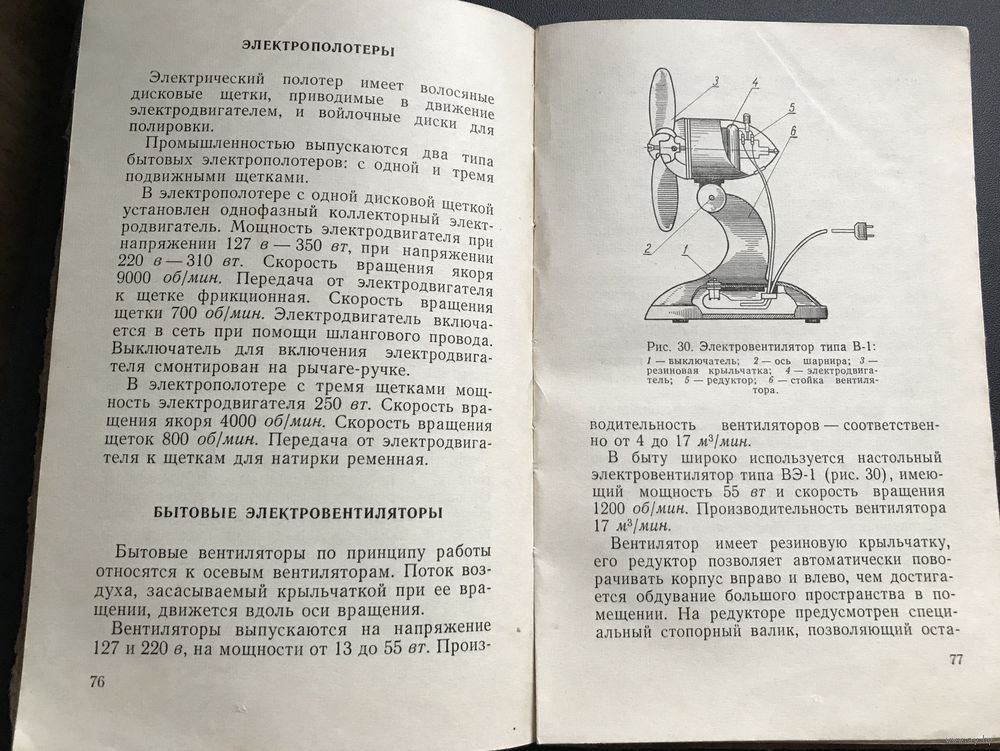 ЭЛЕКТРОПОЛОТЕРЫ
Электрический полотер имеет волосяные
дисковые щетки, приводимые в движение
электродвигателем, и войлочные диски для
полировки.
Промышленностью выпускаются два типа
бытовых электрополотеров: с одной и тремя
подвижными щетками.
В электрополотере с одной дисковой щеткой
установлен однофазный коллекторный элект-
родвигатель. Мощность электродвигателя при
напряжении 127 в — 350 вт, при напряжении
220 в — 310 вт. Скорость вращения якоря
9000 об/мин. Передача от электродвигателя
к щетке фрикционная. Скорость вращения
щетки 700 об/мин. Электродвигатель включа-
ется в сеть при помощи шлангового провода.
Выключатель для включения электродвига-
теля смонтирован на рычаге-ручке.
В электрополотере с тремя щетками мощ-
ность электродвигателя 250 вт. Скорость вра-
щения якоря 4000 об/мин. Скорость вращения
щеток 800 об/мин. Передача от электродвига-
теля к щеткам для натирки ременная.
БЫТОВЫЕ ЭЛЕКТРОВЕНТИЛЯТОРЫ
Бытовые вентиляторы по принципу работы
относятся к осевым вентиляторам. Поток воз-
духа, засасываемый крыльчаткой при ее вра-
щении, движется вдоль оси вращения.
Вентиляторы выпускаются на напряжение
127 и 220 в, на мощности от 13 до 55 вт. Произ-
76
3
4
5
6
2
1
Рис. 30. Электровентилятор типа В-1:
1 — выключатель; 2 — ось шарнира; 3 —
резиновая крыльчатка; 4 — электродвига-
тель; 5 — редуктор; 6 — стойка вентиля-
тора.
водительность вентиляторов — соответствен-
но от 4 до 17 м³/мин.
В быту широко используется настольный
электровентилятор типа ВЭ-1 (рис. 30), имею-
щий мощность 55 вт и скорость вращения
1200 об/мин. Производительность вентилятора
17 м³/мин.
Вентилятор имеет резиновую крыльчатку,
его редуктор позволяет автоматически пово-
рачивать корпус вправо и влево, чем достига-
ется обдувание большого пространства в по-
мещении. На редукторе предусмотрен специ-
альный стопорный валик, позволяющий оста-
77